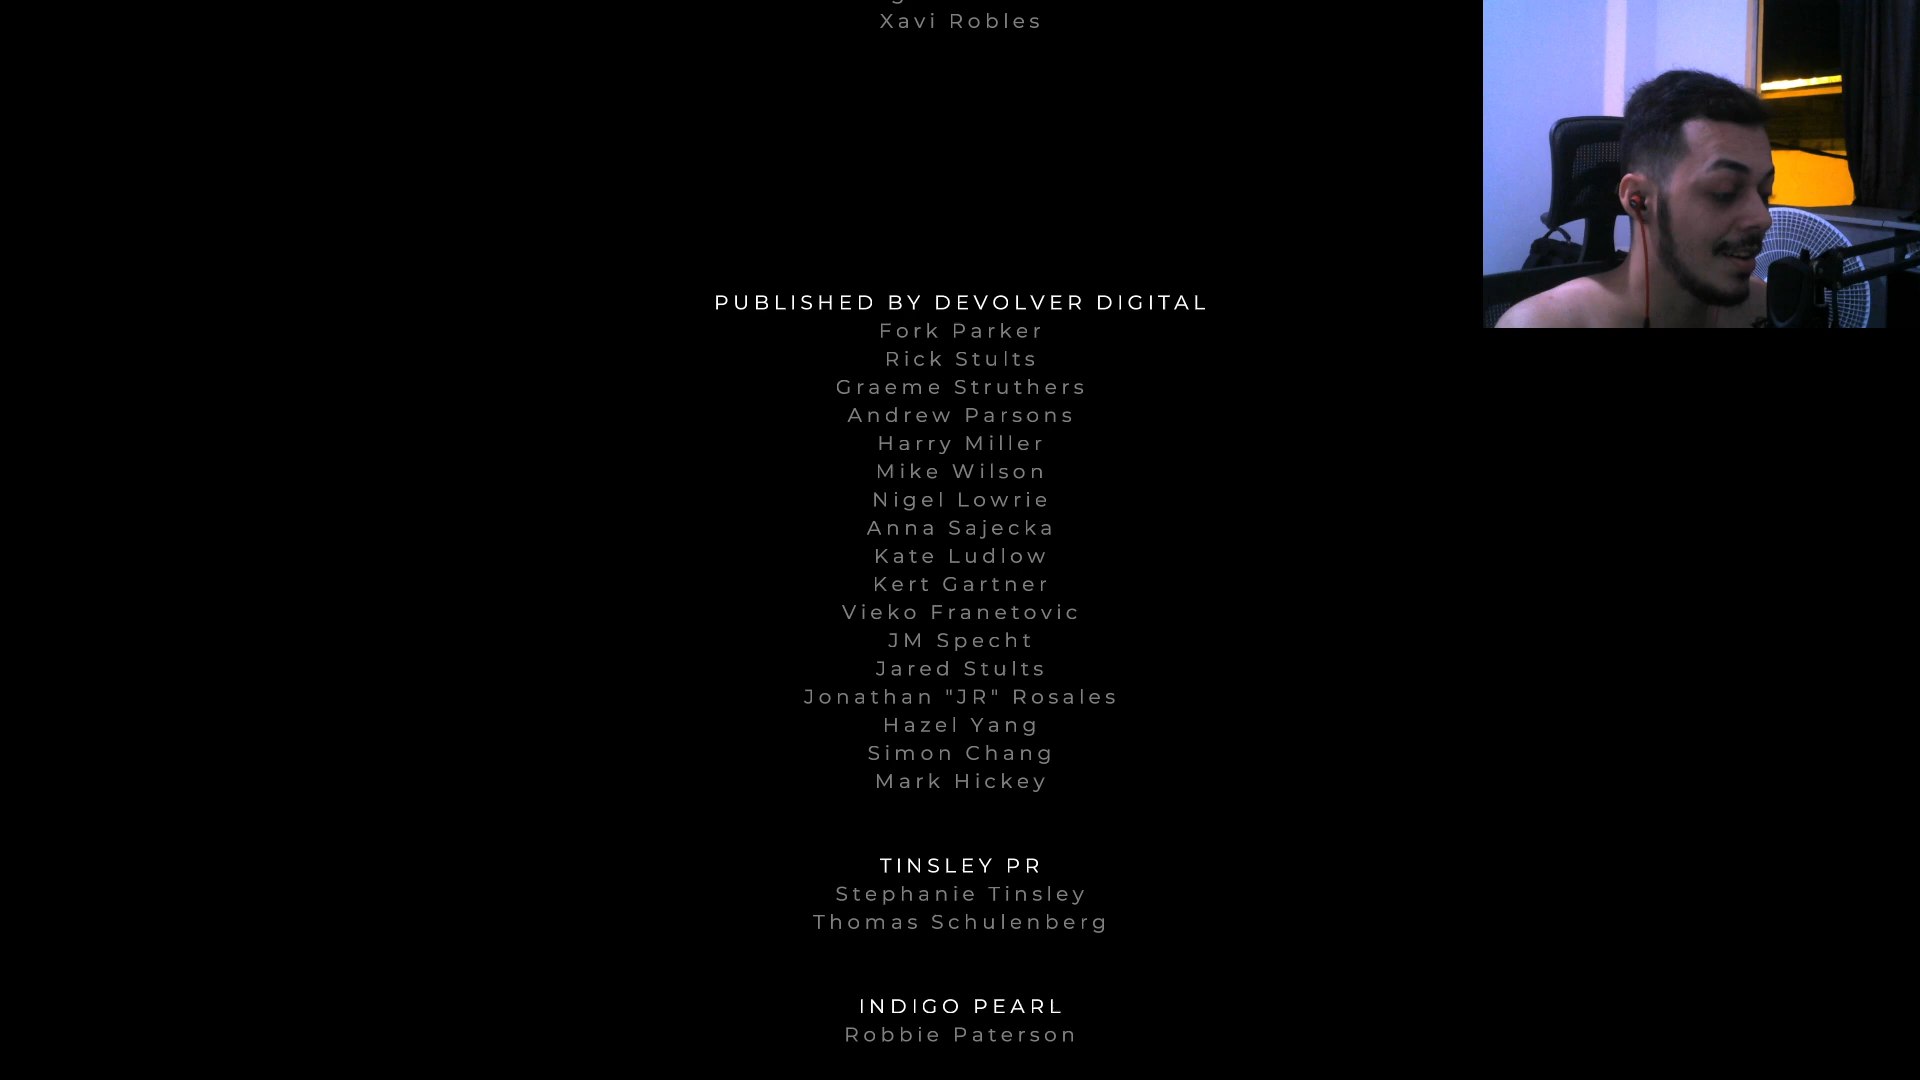 Xavi Robles
PUBLISHED BY DEVOLVER DIGITAL
Fork Parker
Rick Stults
Graeme Struthers
Andrew Parsons
Harry Miller
Mike Wilson
Nigel Lowrie
Anna Sajecka
Kate Ludlow
Kert Gartner
Vieko Franetovic
JM Specht
Jared Stults
Jonathan "JR" Rosales
Hazel Yang
Simon Chang
Mark Hickey
TINSLEY PR
Stephanie Tinsley
Thomas Schulenberg
INDIGO PEARL
Robbie Paterson